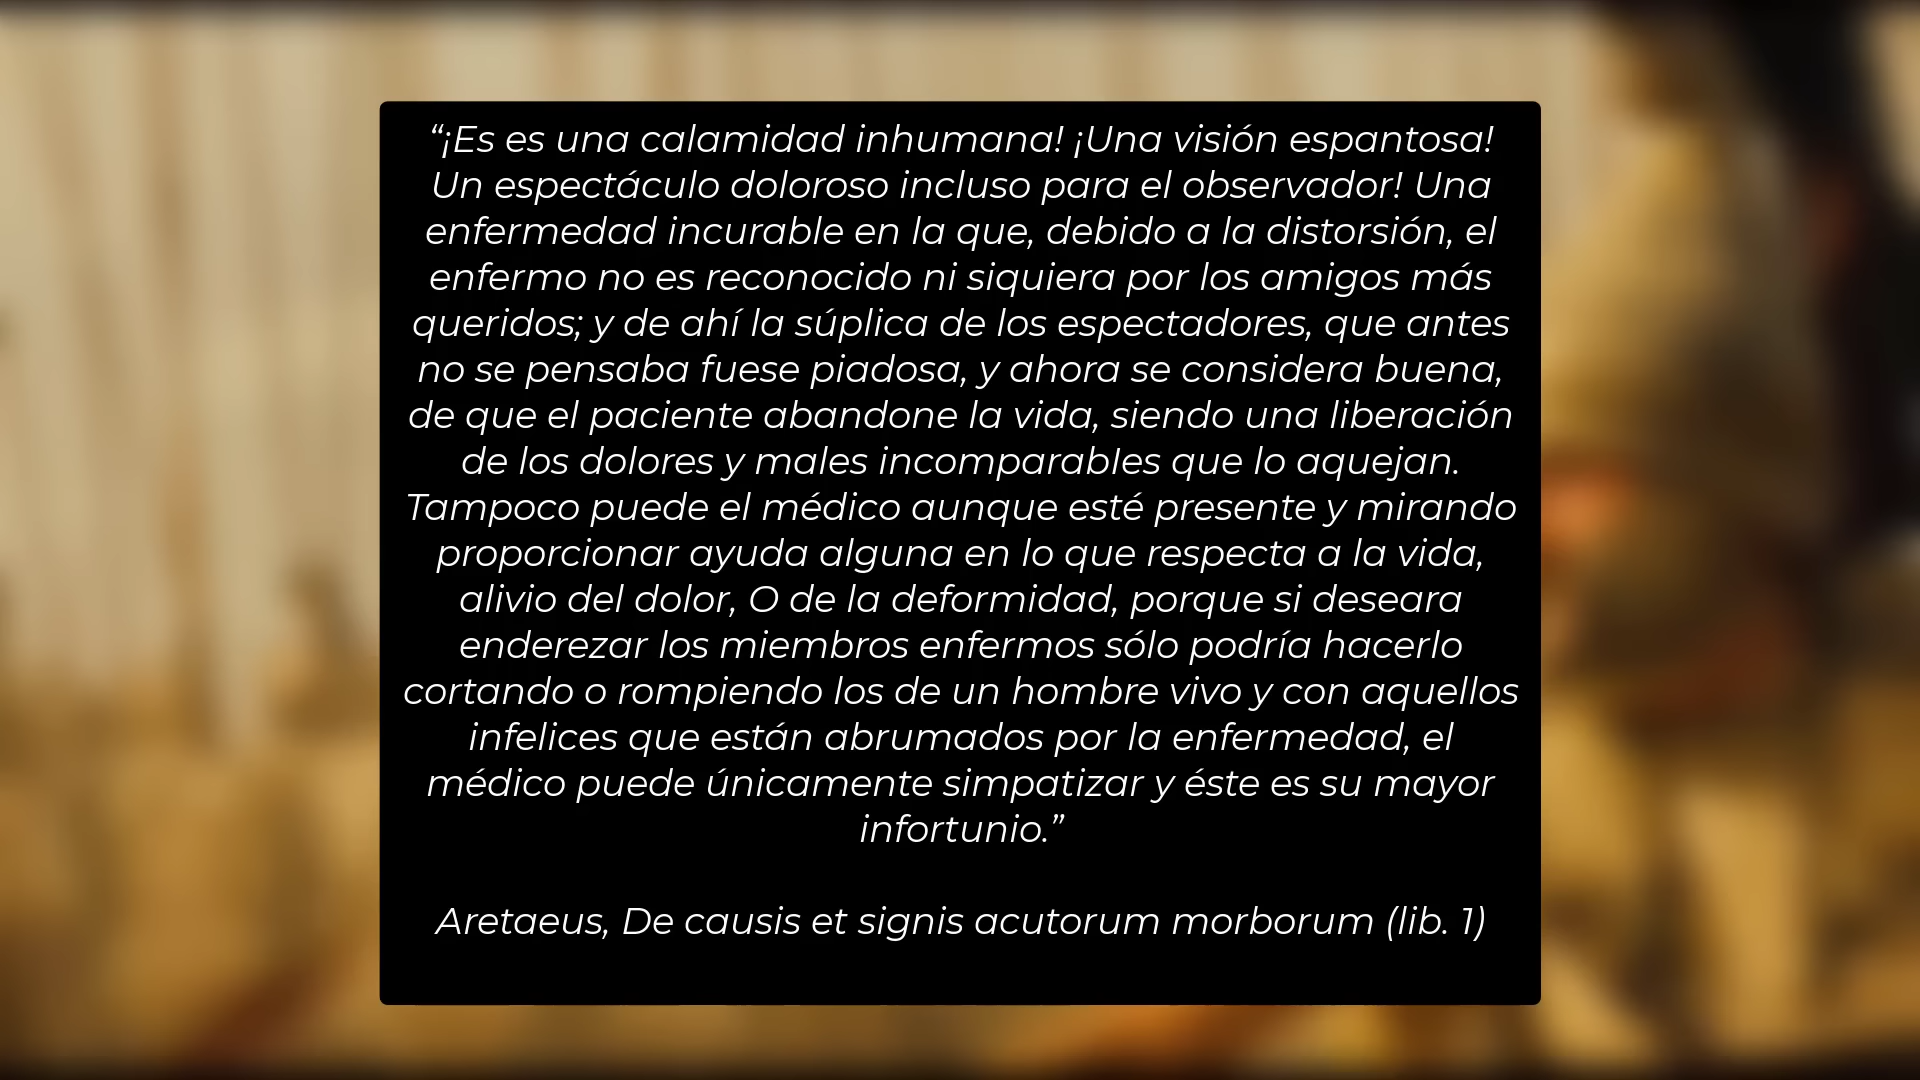 “¡Es es una calamidad inhumana! ¡Una visión espantosa!
Un espectáculo doloroso incluso para el observador! Una
enfermedad incurable en la que, debido a la distorsión, el
enfermo no es reconocido ni siquiera por los amigos más
queridos; y de ahí la súplica de los espectadores, que antes
no se pensaba fuese piadosa, y ahora se considera buena,
de que el paciente abandone la vida, siendo una liberación
de los dolores y males incomparables que lo aquejan.
Tampoco puede el médico aunque esté presente y mirando
proporcionar ayuda alguna en lo que respecta a la vida,
alivio del dolor, O de la deformidad, porque si deseara
enderezar los miembros enfermos sólo podría hacerlo
cortando o rompiendo los de un hombre vivo y con aquellos
infelices que están abrumados por la enfermedad, el
médico puede únicamente simpatizar y éste es su mayor
infortunio.”
Aretaeus, De causis et signis acutorum morborum (lib. 1)